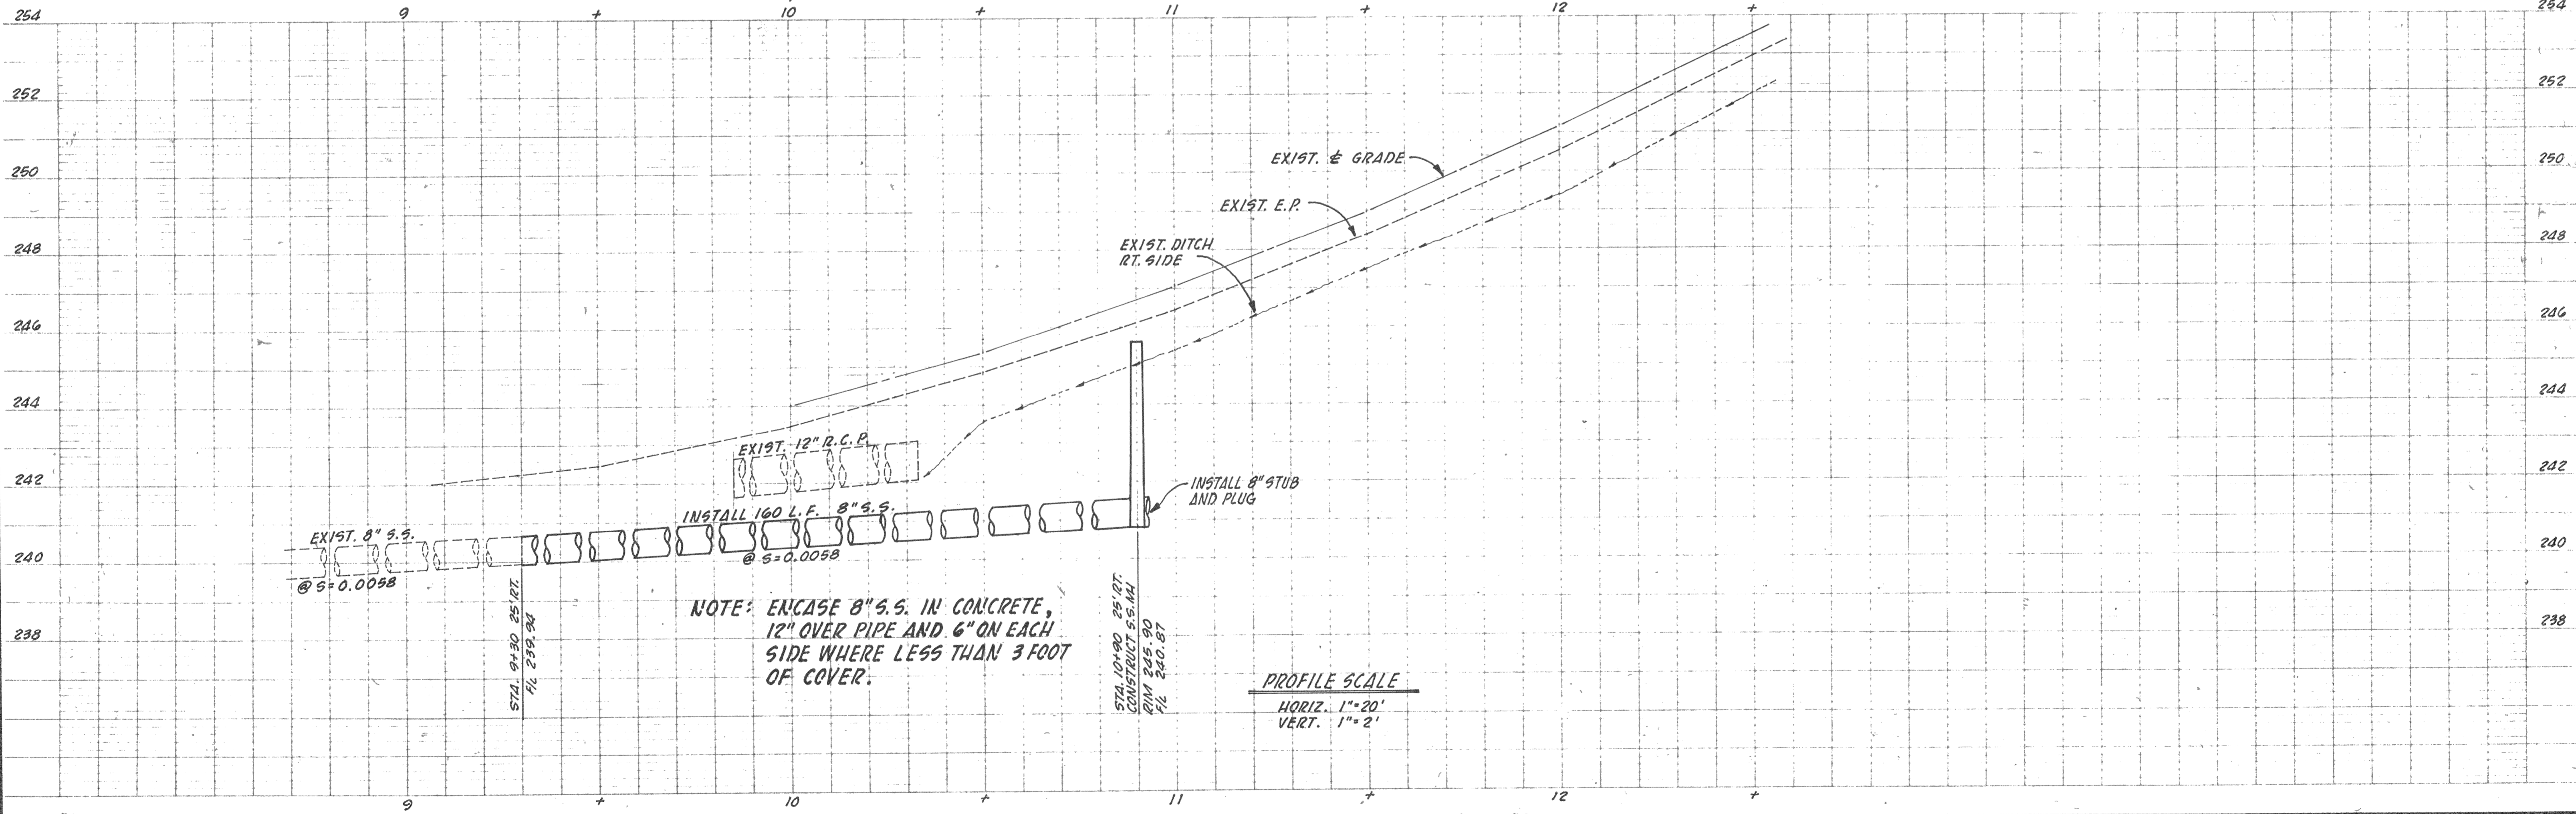 9 + 10 + 11 + 12 +
254 254
252 252
250 250
248 248
246 246
244 244
242 242
240 240
238 238
EXIST. ℄ GRADE
EXIST. E.P.
EXIST. DITCH
RT. SIDE
EXIST. 12" R.C.P.
INSTALL 8" STUB
AND PLUG
INSTALL 160 L.F. 8" S.S.
@ S=0.0058
EXIST. 8" S.S.
@ S=0.0058
STA. 9+30 25' RT.
F/L 239.94
NOTE: ENCASE 8" S.S. IN CONCRETE,
12" OVER PIPE AND 6" ON EACH
SIDE WHERE LESS THAN 3 FOOT
OF COVER.
STA. 10+90 25' RT.
CONSTRUCT S.S.MH
RIM 245.90
F/L 240.87
PROFILE SCALE
HORIZ. 1"=20'
VERT. 1"=2'
9 + 10 + 11 + 12 +